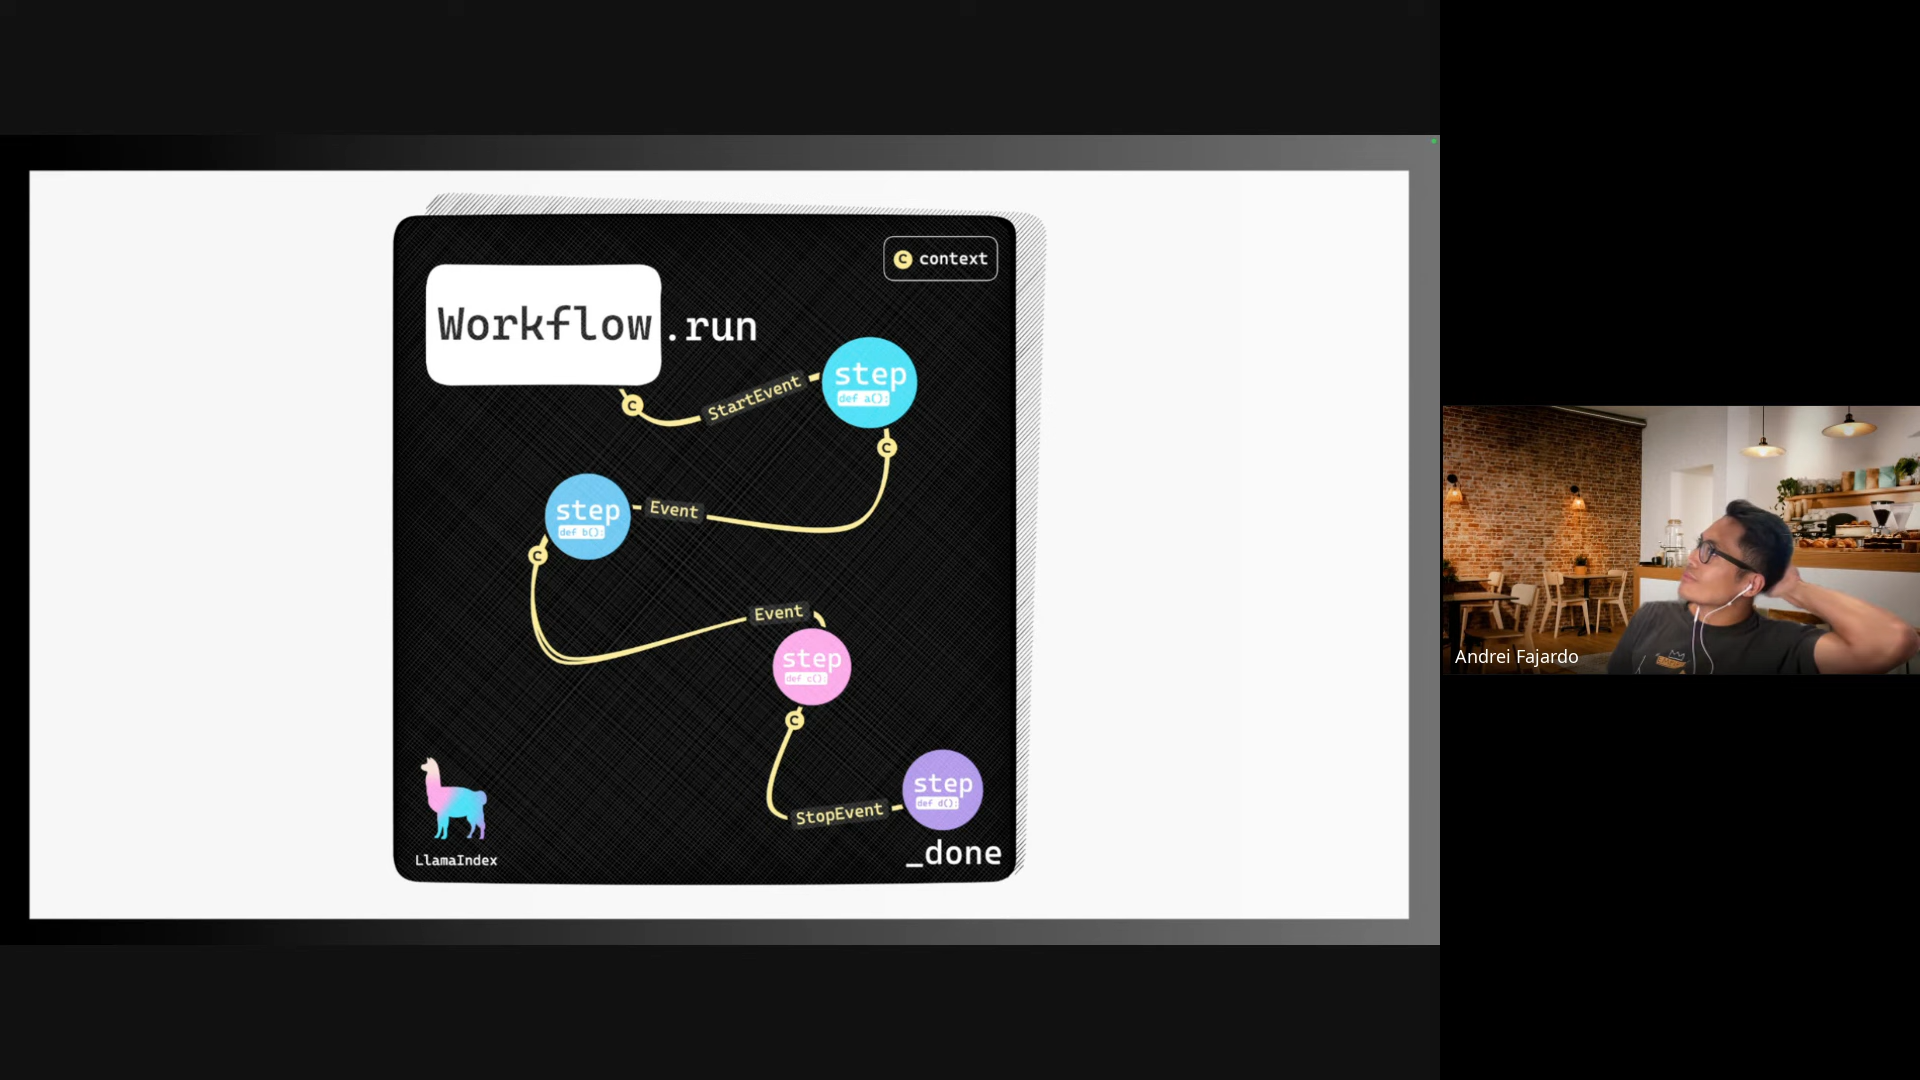 C context
Workflow.run
step
def a():
StartEvent
C
C
step
def b():
Event
C
Event
step
def c():
C
step
def d():
StopEvent
_done
LlamaIndex
Andrei Fajardo